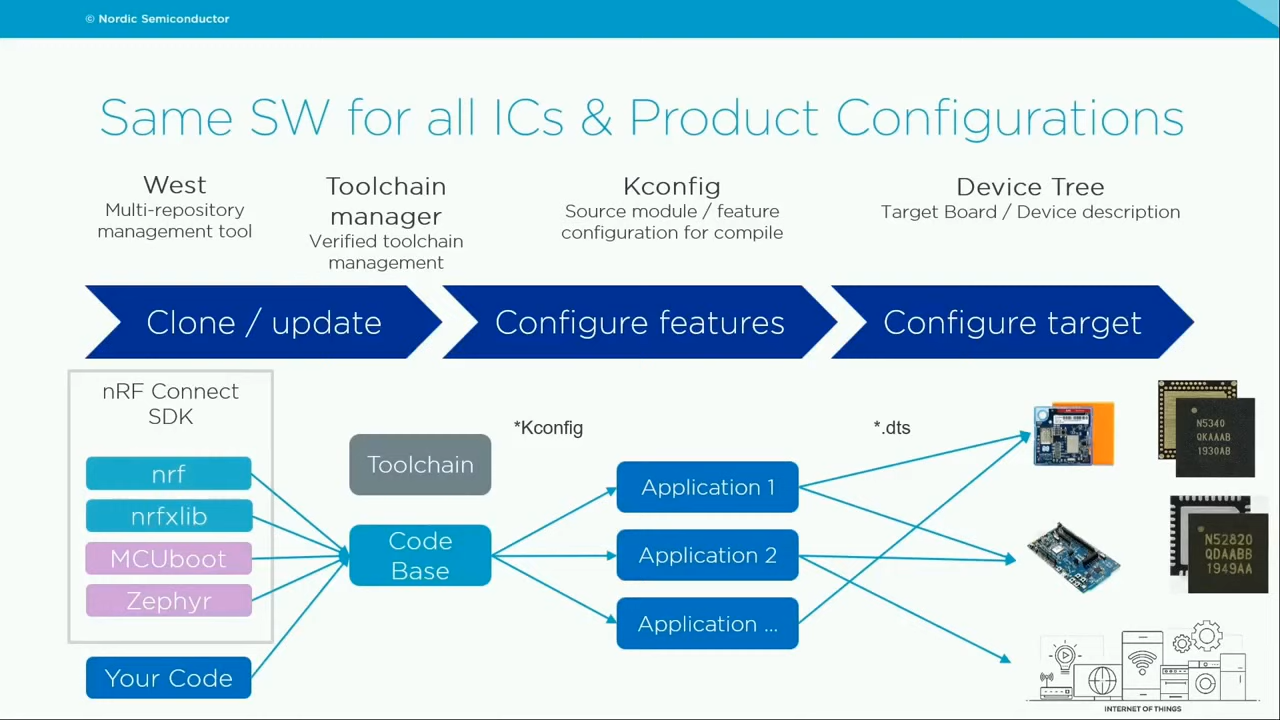 © Nordic Semiconductor
Same SW for all ICs & Product Configurations
West
Multi-repository
management tool
Toolchain
manager
Verified toolchain
management
Kconfig
Source module / feature
configuration for compile
Device Tree
Target Board / Device description
Clone / update
Configure features
Configure target
nRF Connect
SDK
nrf
nrfxlib
MCUboot
Zephyr
Your Code
Toolchain
Code
Base
*Kconfig
Application 1
Application 2
Application ...
*.dts
N5340
QKAAAB
1930AB
N52820
QDAABB
1949AA
INTERNET OF THINGS